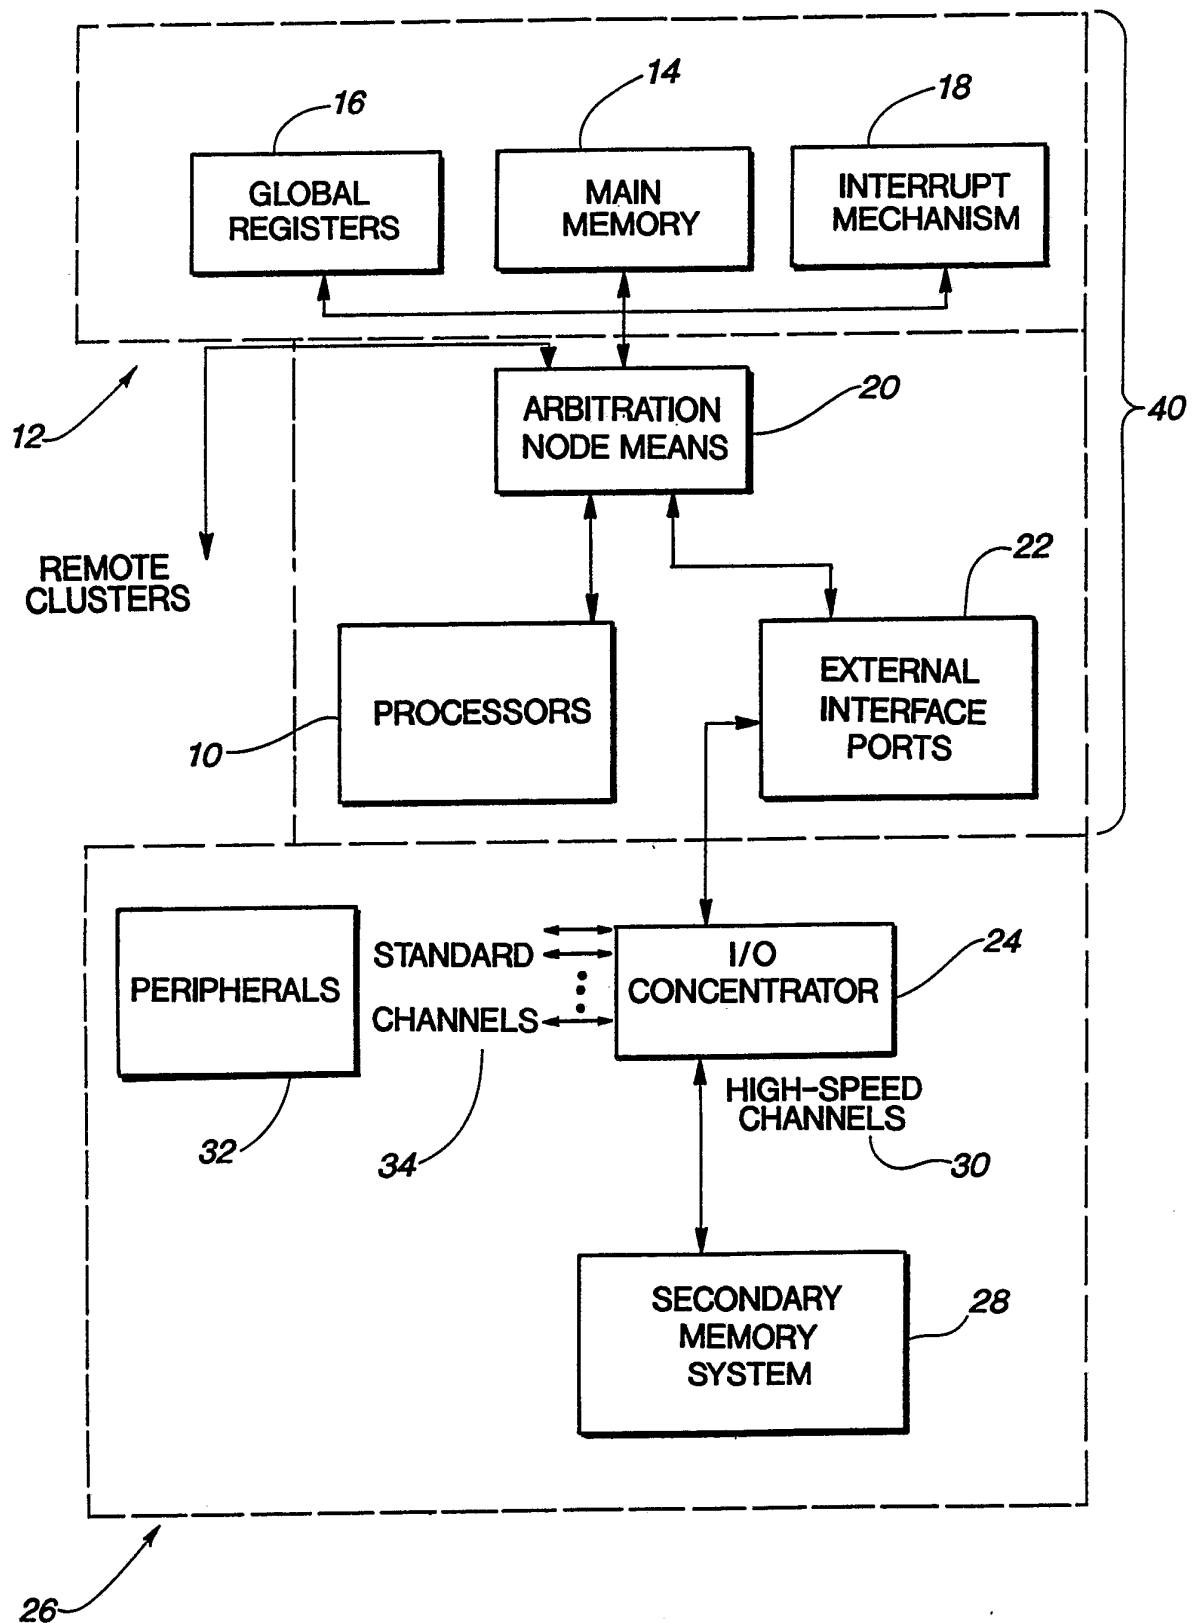 16
14
18
GLOBAL
REGISTERS
MAIN
MEMORY
INTERRUPT
MECHANISM
12
ARBITRATION
NODE MEANS
20
40
REMOTE
CLUSTERS
22
PROCESSORS
10
EXTERNAL
INTERFACE
PORTS
PERIPHERALS
32
STANDARD
CHANNELS
34
I/O
CONCENTRATOR
24
HIGH-SPEED
CHANNELS
30
SECONDARY
MEMORY
SYSTEM
28
26